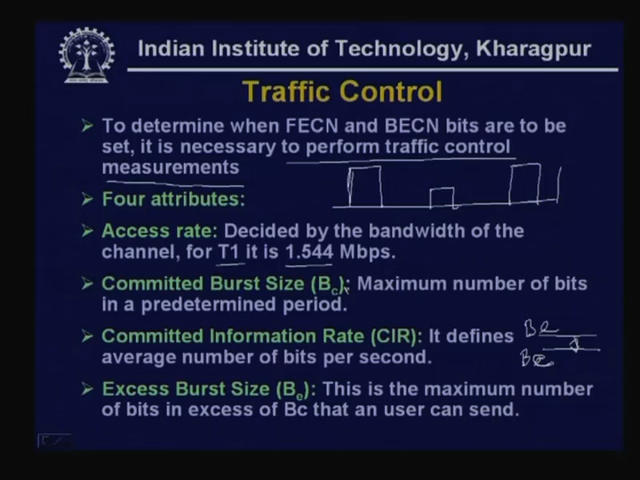 Indian Institute of Technology, Kharagpur
Traffic Control
To determine when FECN and BECN bits are to be
set, it is necessary to perform traffic control
measurements
Four attributes:
Access rate: Decided by the bandwidth of the
channel, for T1 it is 1.544 Mbps.
Committed Burst Size (Bc): Maximum number of bits
in a predetermined period.
Committed Information Rate (CIR): It defines
average number of bits per second.
Be
Excess Burst Size (Be): This is the maximum number
of bits in excess of Bc that an user can send.